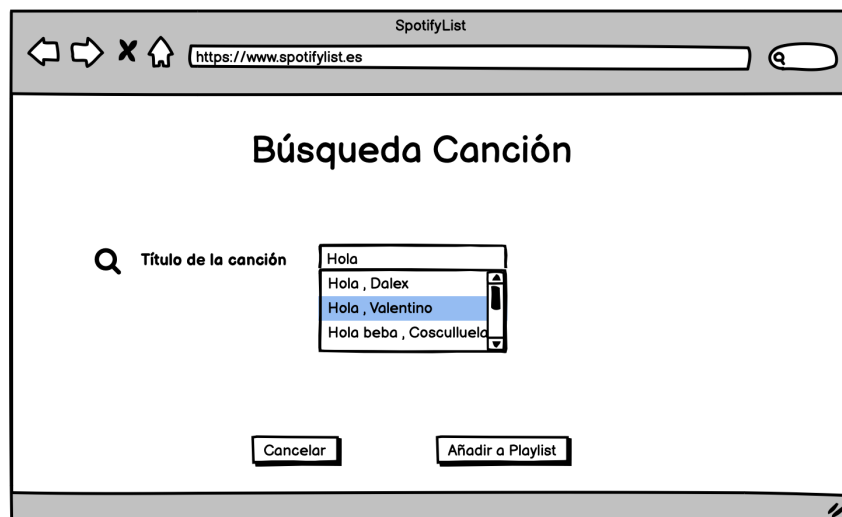 SpotifyList
https://www.spotifylist.es
Búsqueda Canción
Título de la canción
Hola
Hola , Dalex
Hola , Valentino
Hola beba , Cosculluela
Cancelar
Añadir a Playlist